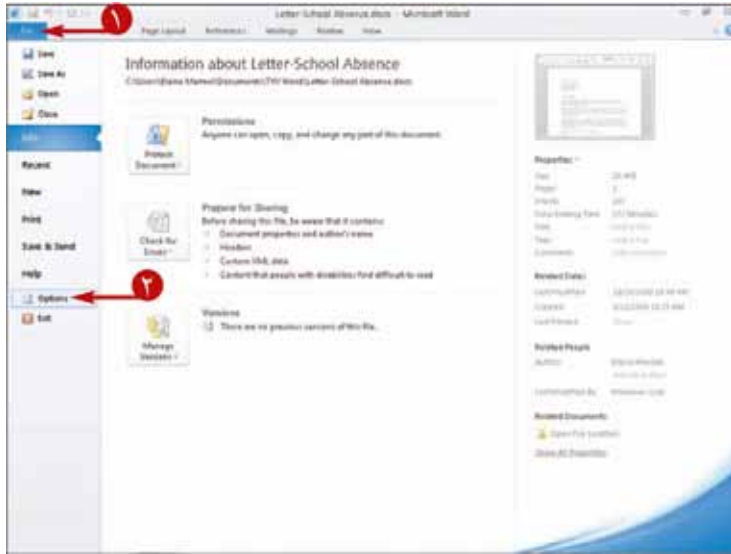 Letter-School Absence.docx - Microsoft Word
File
Page Layout
References
Mailings
Review
View
١
Save
Save As
Open
Close
Info
Recent
New
Print
Save & Send
Help
Options
Exit
٢
Information about Letter-School Absence
Protect
Document
Permissions
Anyone can open, copy, and change any part of this document.
Check for
Issues
Prepare for Sharing
Before sharing this file, be aware that it contains:
Document properties and author's name
Headers
Custom XML data
Content that people with disabilities find difficult to read
Manage
Versions
Versions
There are no previous versions of this file.
Properties
Size
Pages
Words
Total Editing Time
Title
Tags
Comments
Related Dates
Last Modified
Created
Last Printed
Related People
Author
Last Modified By
Related Documents
Open File Location
Show All Properties